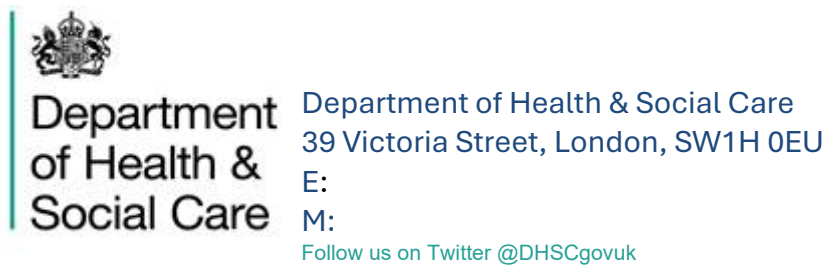 Department
of Health &
Social Care
Department of Health & Social Care
39 Victoria Street, London, SW1H 0EU
E:
M:
Follow us on Twitter @DHSCgovuk